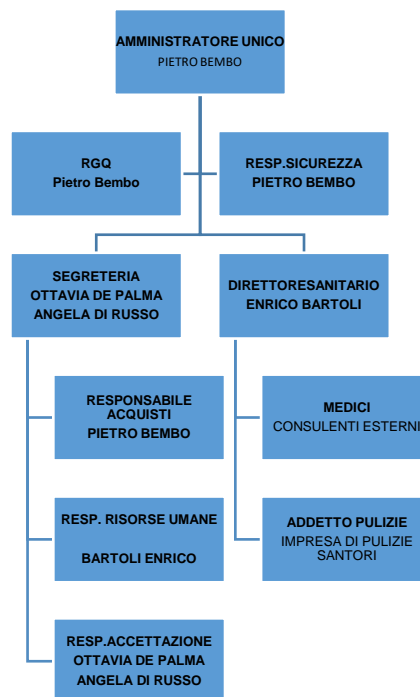 AMMINISTRATORE UNICO
PIETRO BEMBO
RGQ
Pietro Bembo
RESP.SICUREZZA
PIETRO BEMBO
SEGRETERIA
OTTAVIA DE PALMA
ANGELA DI RUSSO
DIRETTORESANITARIO
ENRICO BARTOLI
RESPONSABILE
ACQUISTI
PIETRO BEMBO
MEDICI
CONSULENTI ESTERNI
RESP. RISORSE UMANE
BARTOLI ENRICO
ADDETTO PULIZIE
IMPRESA DI PULIZIE
SANTORI
RESP.ACCETTAZIONE
OTTAVIA DE PALMA
ANGELA DI RUSSO